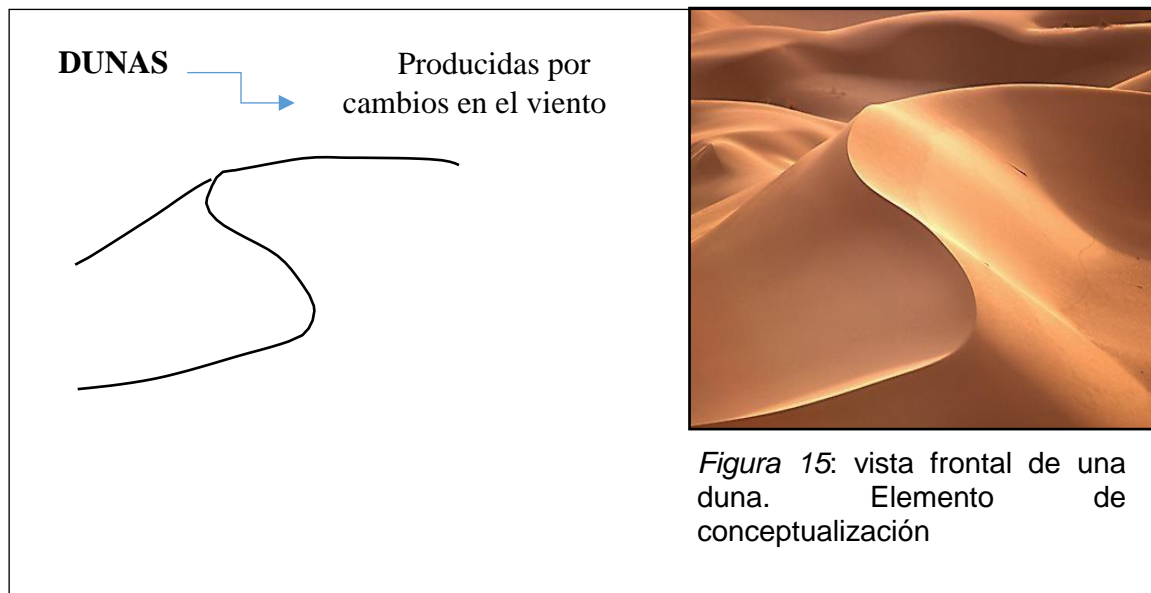 DUNAS
Producidas por
cambios en el viento
Figura 15: vista frontal de una
duna. Elemento de
conceptualización